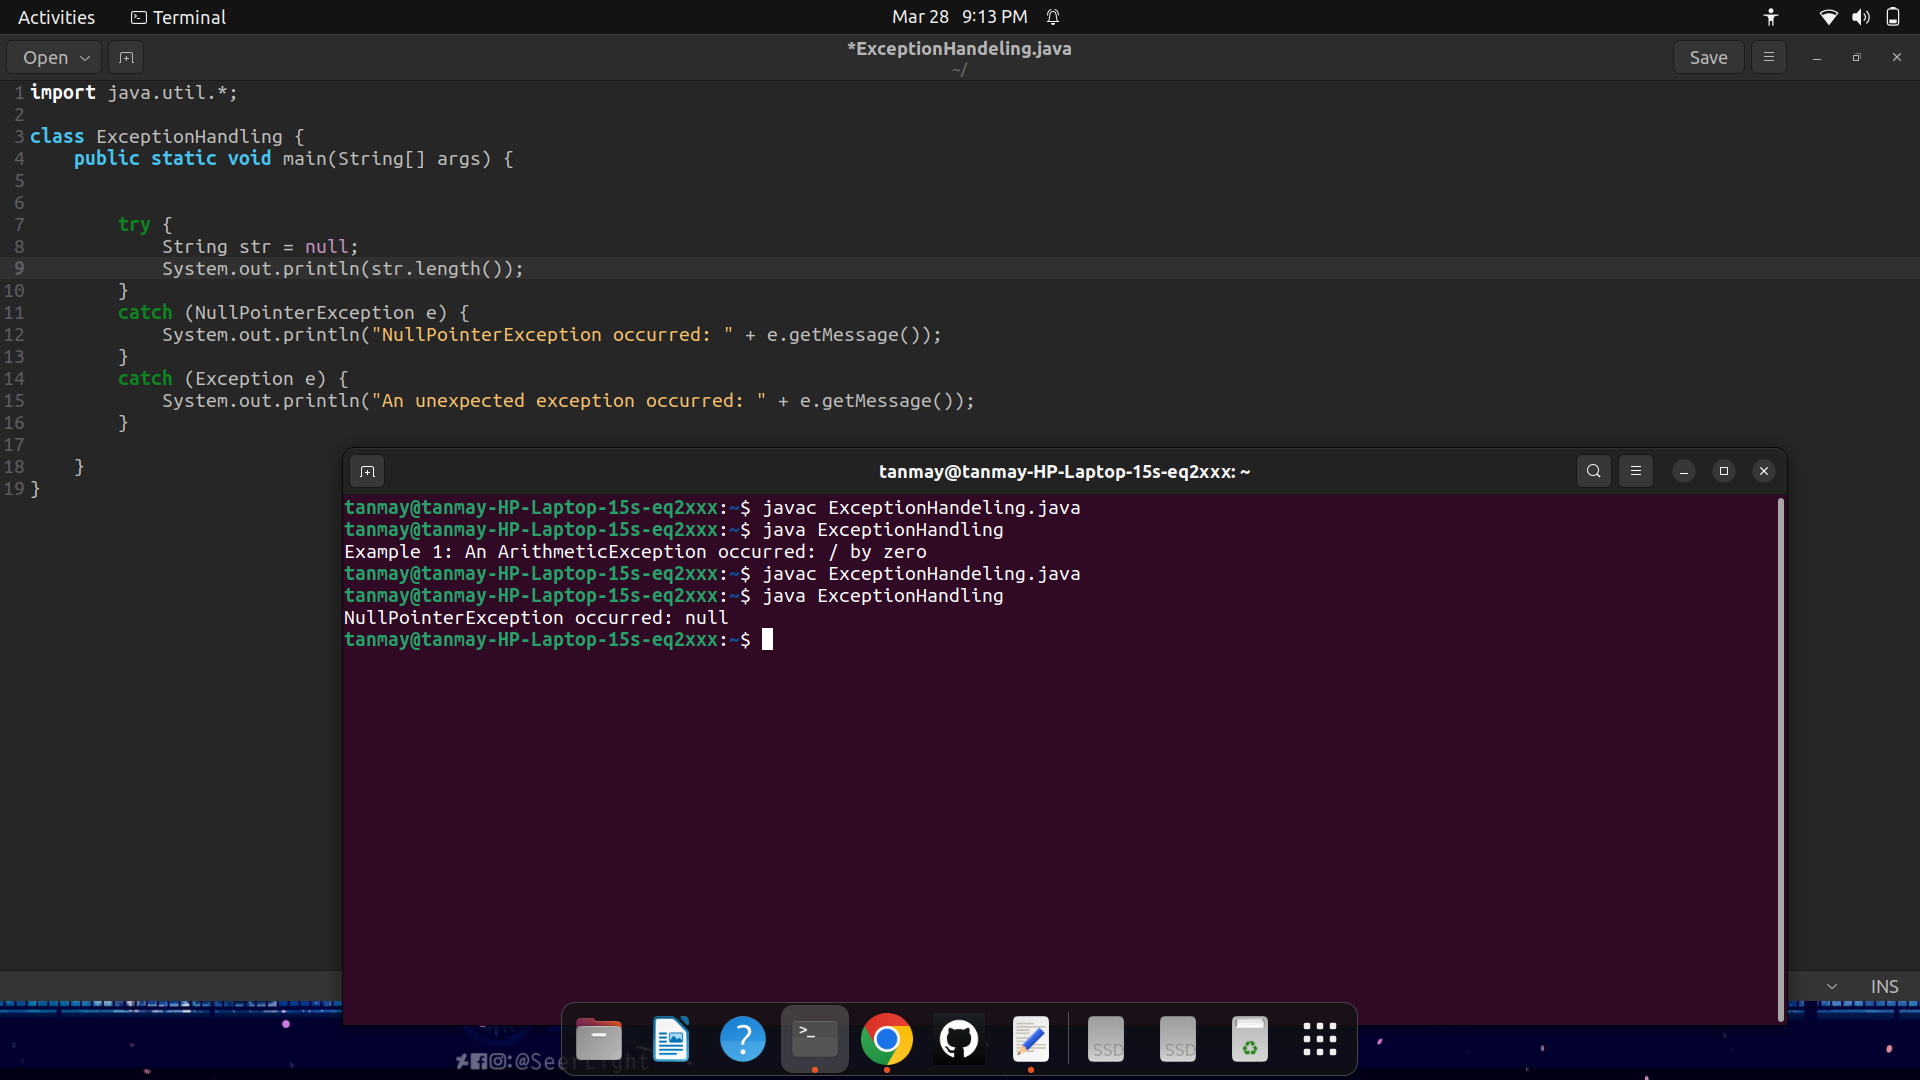 Activities Terminal Mar 28 9:13 PM
Open *ExceptionHandeling.java Save
~/
1 import java.util.*;
2
3 class ExceptionHandling {
4     public static void main(String[] args) {
5
6
7         try {
8             String str = null;
9             System.out.println(str.length());
10         }
11         catch (NullPointerException e) {
12             System.out.println("NullPointerException occurred: " + e.getMessage());
13         }
14         catch (Exception e) {
15             System.out.println("An unexpected exception occurred: " + e.getMessage());
16         }
17
18     }
19 }
tanmay@tanmay-HP-Laptop-15s-eq2xxx: ~
tanmay@tanmay-HP-Laptop-15s-eq2xxx:~$ javac ExceptionHandeling.java
tanmay@tanmay-HP-Laptop-15s-eq2xxx:~$ java ExceptionHandling
Example 1: An ArithmeticException occurred: / by zero
tanmay@tanmay-HP-Laptop-15s-eq2xxx:~$ javac ExceptionHandeling.java
tanmay@tanmay-HP-Laptop-15s-eq2xxx:~$ java ExceptionHandling
NullPointerException occurred: null
tanmay@tanmay-HP-Laptop-15s-eq2xxx:~$
INS
>_ ? SSD SSD
:@SeerLight